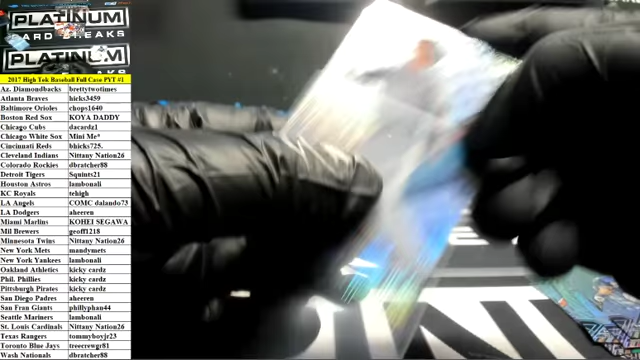 PLATINUM
CARD BREAKS
PLATINUM
2017 High Tek Baseball Full Case PYT #1
Az. Diamondbacks brettytwotimes
Atlanta Braves hicks3459
Baltimore Orioles chops1640
Boston Red Sox KOYA DADDY
Chicago Cubs dacardz1
Chicago White Sox Mini Me*
Cincinnati Reds bhicks725.
Cleveland Indians Nittany Nation26
Colorado Rockies dbratcher88
Detroit Tigers Squints21
Houston Astros lambonali
KC Royals tehigh
LA Angels COMC dalando73
LA Dodgers aheeren
Miami Marlins KOHEI SEGAWA
Mil Brewers geoff1218
Minnesota Twins Nittany Nation26
New York Mets mandymets
New York Yankees lambonali
Oakland Athletics kicky cardz
Phil. Phillies kicky cardz
Pittsburgh Pirates kicky cardz
San Diego Padres aheeren
San Fran Giants phillyphan44
Seattle Mariners lambonali
St. Louis Cardinals Nittany Nation26
Texas Rangers tommyboyjr23
Toronto Blue Jays treecrewgr81
Wash Nationals dbratcher88